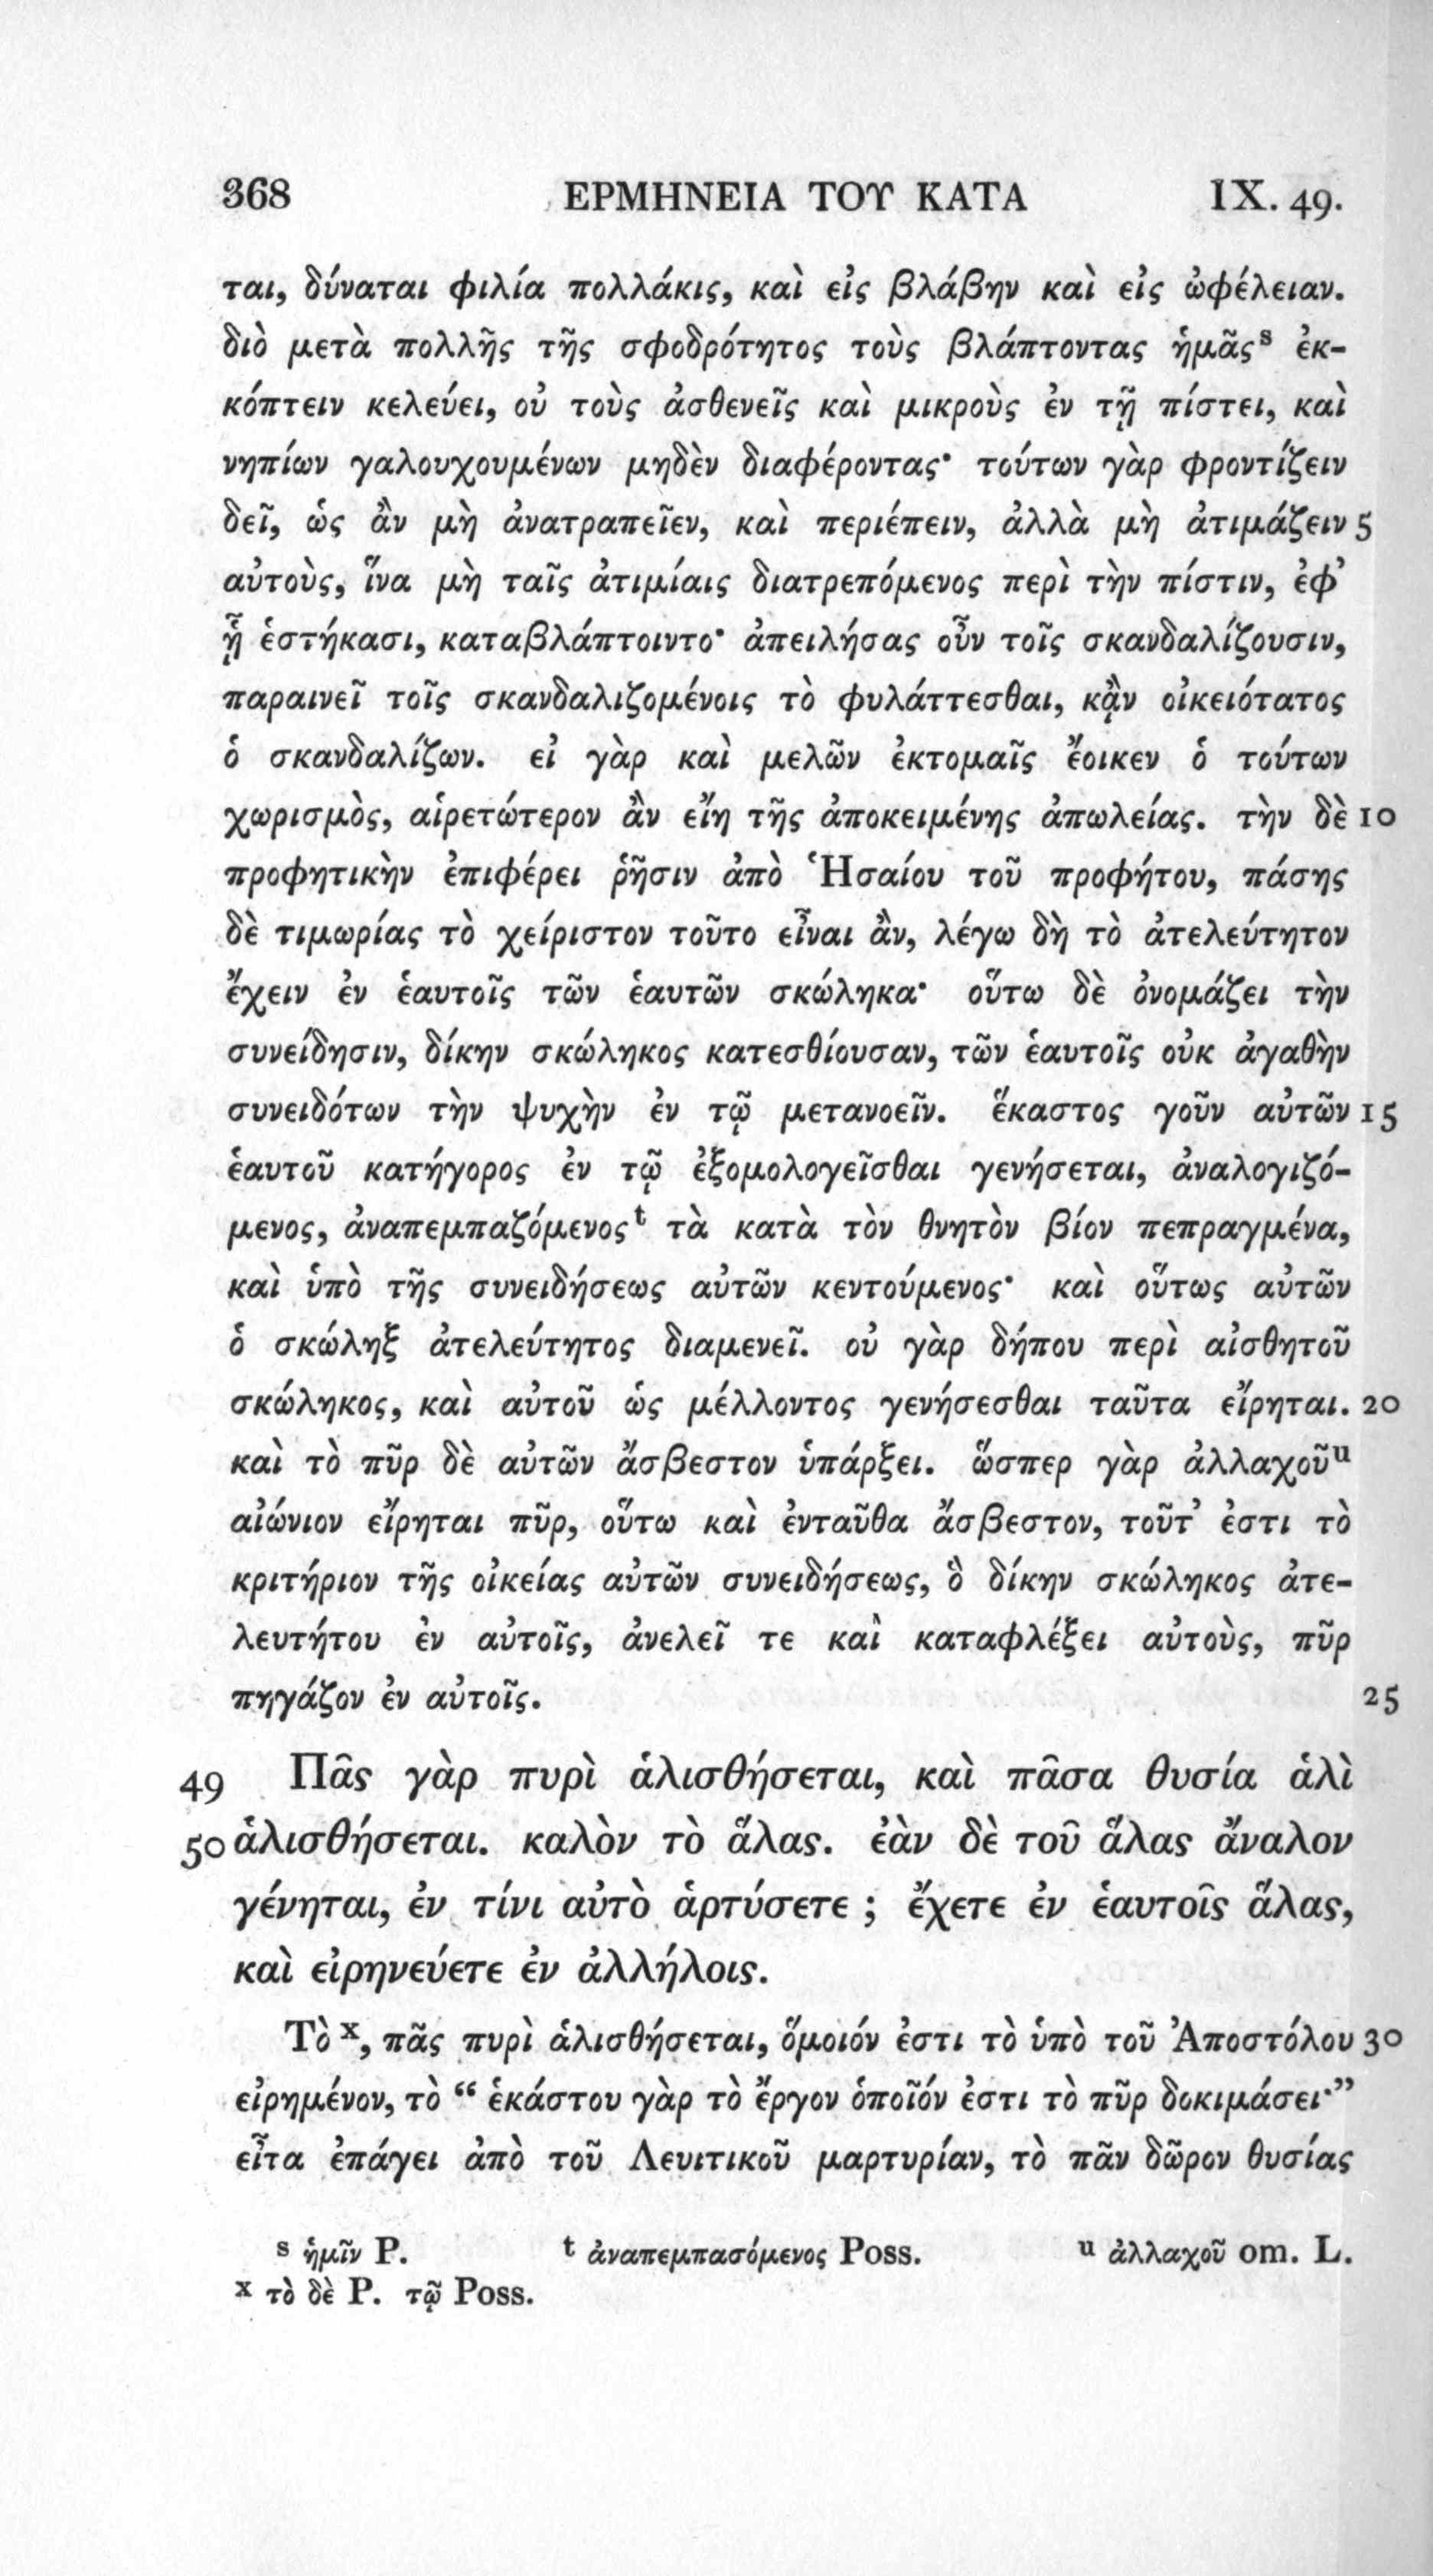 368 ΕΡΜΗΝΕΙΑ ΤΟΥ ΚΑΤΑ IX. 49.
ται, δύναται φιλία πολλάκις, καὶ εἰς βλάβην καὶ εἰς ὠφέλειαν.
διὸ μετὰ πολλῆς τῆς σφοδρότητος τοὺς βλάπτοντας ἡμᾶς s ἐκ-
κόπτειν κελεύει, οὐ τοὺς ἀσθενεῖς καὶ μικροὺς ἐν τῇ πίστει, καὶ
νηπίων γαλουχουμένων μηδὲν διαφέροντας· τούτων γὰρ φροντίζειν
δεῖ, ὡς ἂν μὴ ἀνατραπεῖεν, καὶ περιέπειν, ἀλλὰ μὴ ἀτιμάζειν 5
αὐτοὺς, ἵνα μὴ ταῖς ἀτιμίαις διατρεπόμενος περὶ τὴν πίστιν, ἐφ’
ᾗ ἑστήκασι, καταβλάπτοιντο· ἀπειλήσας οὖν τοῖς σκανδαλίζουσιν,
παραινεῖ τοῖς σκανδαλιζομένοις τὸ φυλάττεσθαι, κᾂν οἰκειότατος
ὁ σκανδαλίζων. εἰ γὰρ καὶ μελῶν ἐκτομαῖς ἔοικεν ὁ τούτων
χωρισμὸς, αἱρετώτερον ἂν εἴη τῆς ἀποκειμένης ἀπωλείας. τὴν δὲ 10
προφητικὴν ἐπιφέρει ῥῆσιν ἀπὸ Ἡσαίου τοῦ προφήτου, πάσης
δὲ τιμωρίας τὸ χείριστον τοῦτο εἶναι ἂν, λέγω δὴ τὸ ἀτελεύτητον
ἔχειν ἐν ἑαυτοῖς τῶν ἑαυτῶν σκώληκα· οὕτω δὲ ὀνομάζει τὴν
συνείδησιν, δίκην σκώληκος κατεσθίουσαν, τῶν ἑαυτοῖς οὐκ ἀγαθὴν
συνειδότων τὴν ψυχὴν ἐν τῷ μετανοεῖν. ἕκαστος γοῦν αὐτῶν 15
ἑαυτοῦ κατήγορος ἐν τῷ ἐξομολογεῖσθαι γενήσεται, ἀναλογιζό-
μενος, ἀναπεμπαζόμενος t τὰ κατὰ τὸν θνητὸν βίον πεπραγμένα,
καὶ ὑπὸ τῆς συνειδήσεως αὐτῶν κεντούμενος· καὶ οὕτως αὐτῶν
ὁ σκώληξ ἀτελεύτητος διαμενεῖ. οὐ γὰρ δήπου περὶ αἰσθητοῦ
σκώληκος, καὶ αὐτοῦ ὡς μέλλοντος γενήσεσθαι ταῦτα εἴρηται. 20
καὶ τὸ πῦρ δὲ αὐτῶν ἄσβεστον ὑπάρξει. ὥσπερ γὰρ ἀλλαχοῦ u
αἰώνιον εἴρηται πῦρ, οὕτω καὶ ἐνταῦθα ἄσβεστον, τοῦτ’ ἐστι τὸ
κριτήριον τῆς οἰκείας αὐτῶν συνειδήσεως, ὃ δίκην σκώληκος ἀτε-
λευτήτου ἐν αὐτοῖς, ἀνελεῖ τε καὶ καταφλέξει αὐτοὺς, πῦρ
πηγάζον ἐν αὐτοῖς. 25
49 Πᾶς γὰρ πυρὶ ἁλισθήσεται, καὶ πᾶσα θυσία ἁλὶ
50 ἁλισθήσεται. καλὸν τὸ ἅλας. ἐὰν δὲ τοῦ ἅλας ἄναλον
γένηται, ἐν τίνι αὐτὸ ἀρτύσετε ; ἔχετε ἐν ἑαυτοῖς ἅλας,
καὶ εἰρηνεύετε ἐν ἀλλήλοις.
Τὸ x, πᾶς πυρὶ ἁλισθήσεται, ὅμοιόν ἐστι τὸ ὑπὸ τοῦ Ἀποστόλου 30
εἰρημένον, τὸ “ ἑκάστου γὰρ τὸ ἔργον ὁποῖόν ἐστι τὸ πῦρ δοκιμάσει·”
εἶτα ἐπάγει ἀπὸ τοῦ Λευιτικοῦ μαρτυρίαν, τὸ πᾶν δῶρον θυσίας
s ἡμῖν P. t ἀναπεμπασόμενος Poss. u ἀλλαχοῦ om. L.
x τὸ δὲ P. τῷ Poss.